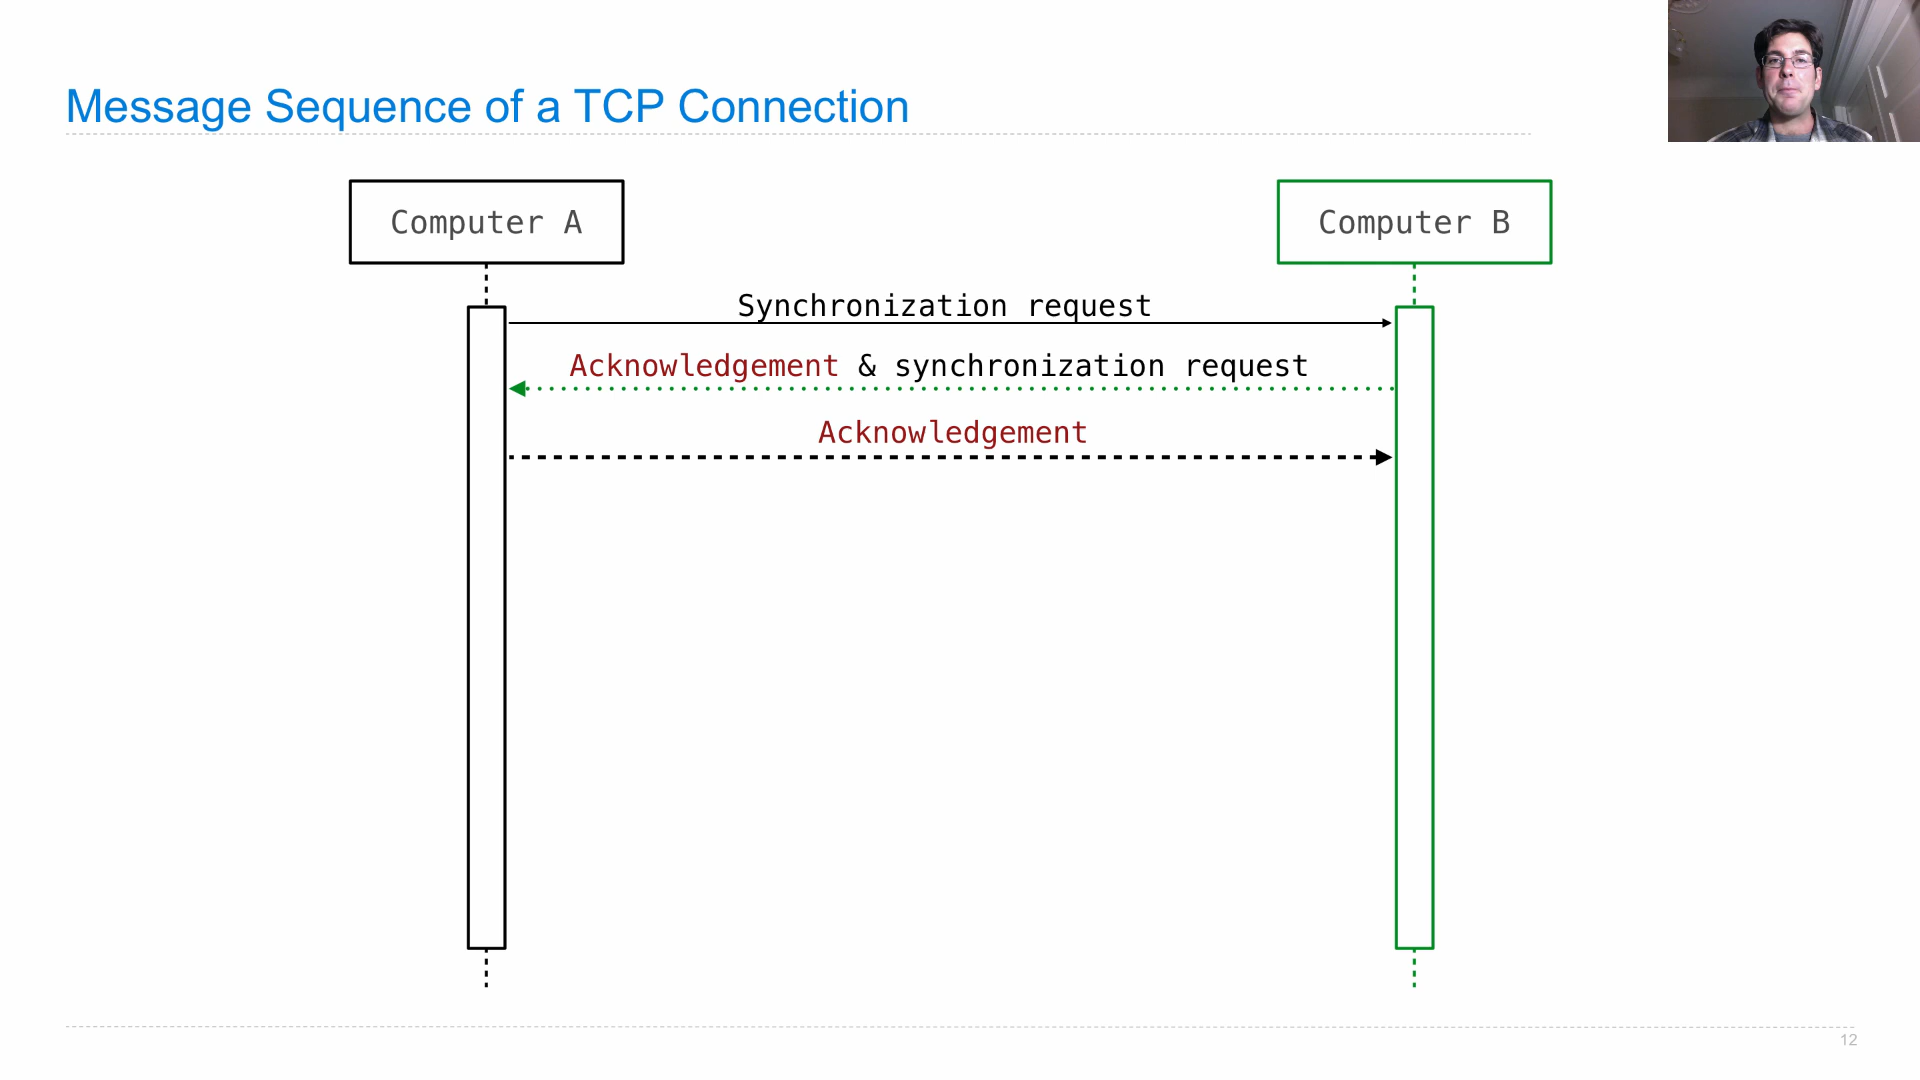 Message Sequence of a TCP Connection
Computer A
Computer B
Synchronization request
Acknowledgement & synchronization request
Acknowledgement
12